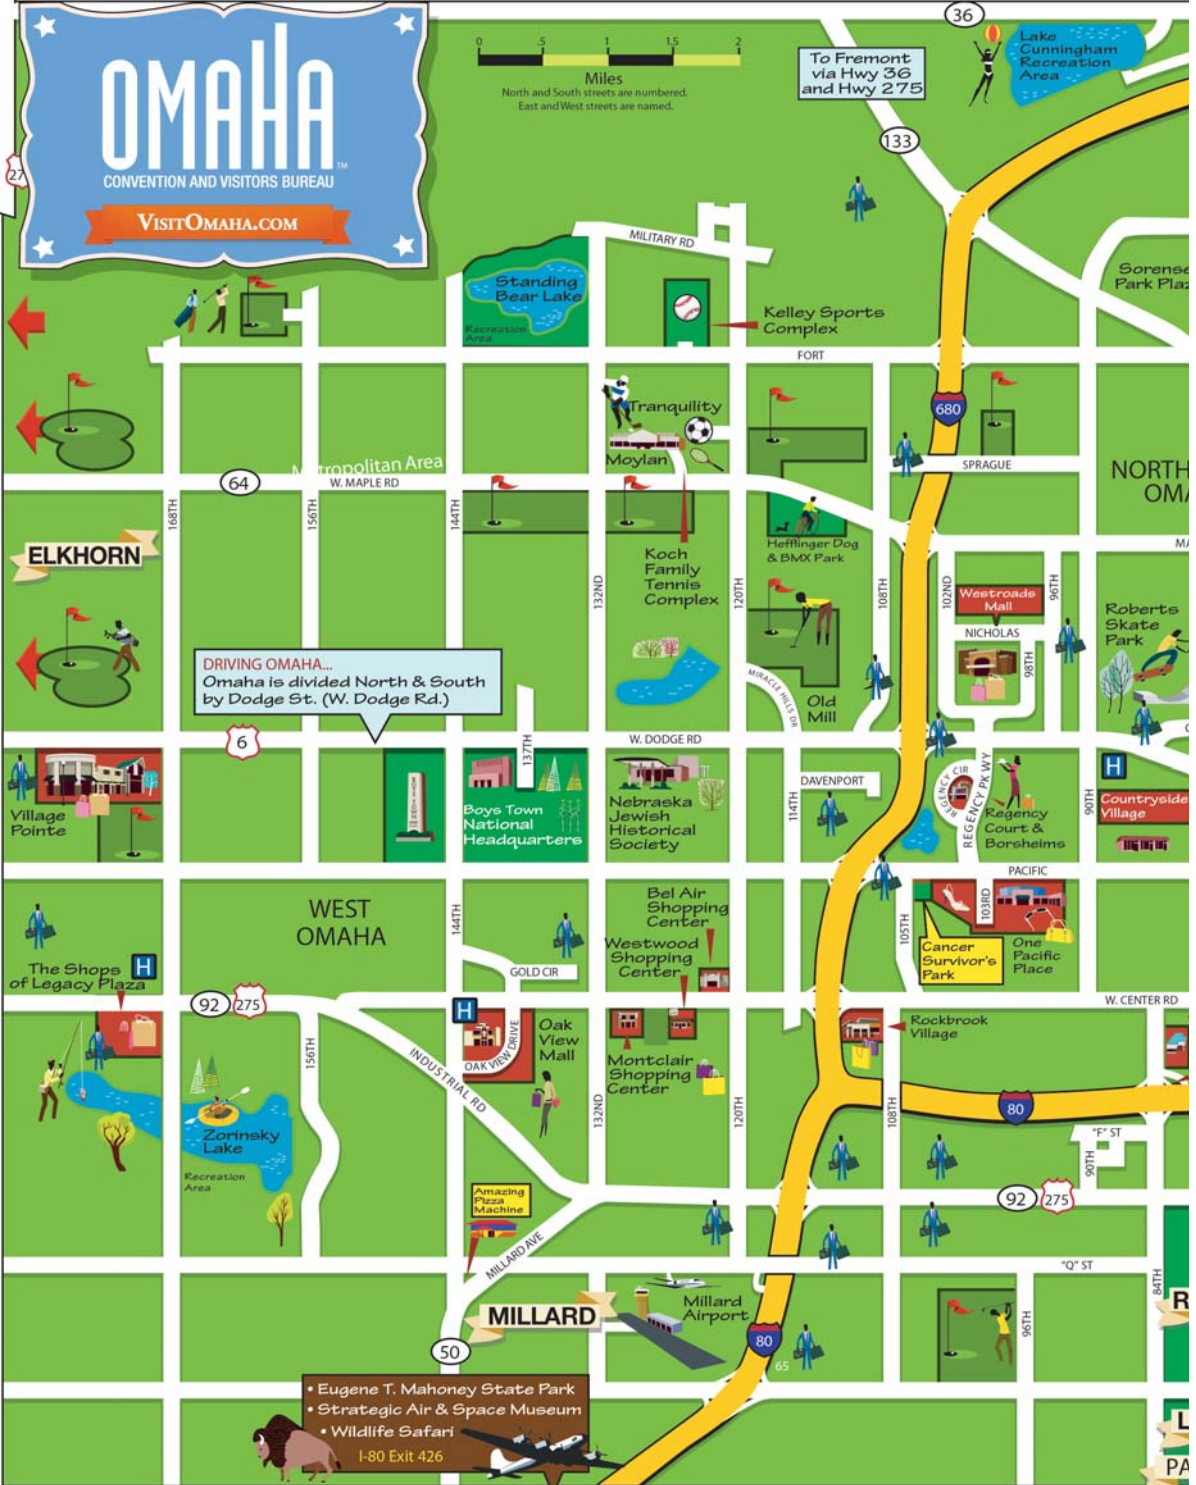 OMAHA
TM
CONVENTION AND VISITORS BUREAU
VISITOMAHA.COM
0 .5 1 1.5 2
Miles
North and South streets are numbered.
East and West streets are named.
To Fremont
via Hwy 36
and Hwy 275
36
Lake
Cunningham
Recreation
Area
133
27
MILITARY RD
Standing
Bear Lake
Recreation
Area
Kelley Sports
Complex
Sorense
Park Plaz
FORT
680
Tranquility
Moylan
SPRAGUE
NORTH
OMA
Metropolitan Area
64
W. MAPLE RD
168TH
156TH
144TH
ELKHORN
Koch
Family
Tennis
Complex
Hefflinger Dog
& BMX Park
MA
132ND
120TH
108TH
102ND
96TH
Westroads
Mall
NICHOLAS
98TH
Roberts
Skate
Park
DRIVING OMAHA...
Omaha is divided North & South
by Dodge St. (W. Dodge Rd.)
MIRACLE HILLS DR
Old
Mill
6
W. DODGE RD
137TH
Village
Pointe
Boys Town
National
Headquarters
Nebraska
Jewish
Historical
Society
DAVENPORT
114TH
REGENCY CIR
REGENCY PKWY
Regency
Court &
Borsheims
H
90TH
Countryside
Village
PACIFIC
WEST
OMAHA
144TH
Bel Air
Shopping
Center
Westwood
Shopping
Center
105TH
103RD
Cancer
Survivor's
Park
One
Pacific
Place
The Shops
of Legacy Plaza
H
GOLD CIR
92
275
W. CENTER RD
H
OAK VIEW DRIVE
Oak
View
Mall
Montclair
Shopping
Center
Rockbrook
Village
156TH
INDUSTRIAL RD
132ND
120TH
108TH
80
"F" ST
90TH
Zorinsky
Lake
Recreation
Area
Amazing
Pizza
Machine
92
275
MILLARD AVE
"Q" ST
84TH
MILLARD
Millard
Airport
96TH
R
50
80
65
• Eugene T. Mahoney State Park
• Strategic Air & Space Museum
• Wildlife Safari
I-80 Exit 426
L
PA